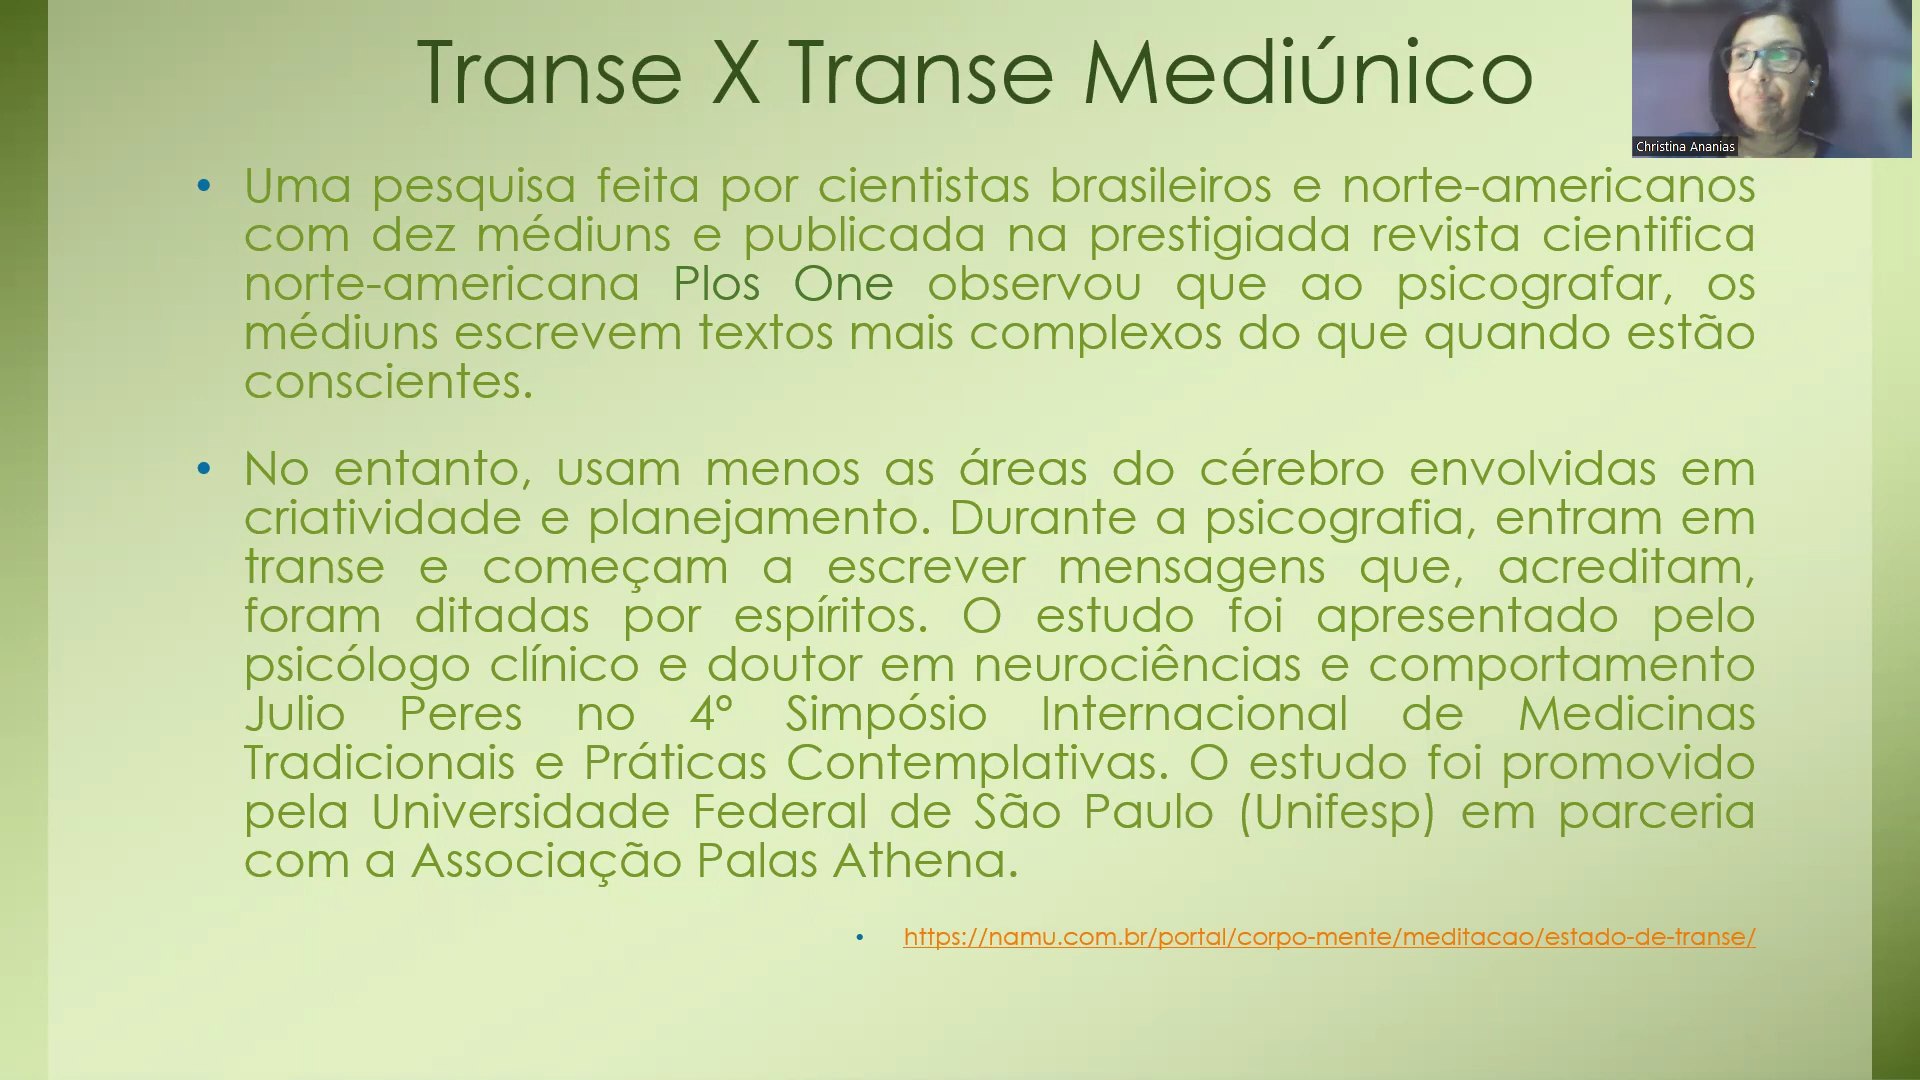 Transe X Transe Mediúnico
Christina Ananias
• Uma pesquisa feita por cientistas brasileiros e norte-americanos
com dez médiuns e publicada na prestigiada revista cientifica
norte-americana Plos One observou que ao psicografar, os
médiuns escrevem textos mais complexos do que quando estão
conscientes.
• No entanto, usam menos as áreas do cérebro envolvidas em
criatividade e planejamento. Durante a psicografia, entram em
transe e começam a escrever mensagens que, acreditam,
foram ditadas por espíritos. O estudo foi apresentado pelo
psicólogo clínico e doutor em neurociências e comportamento
Julio Peres no 4º Simpósio Internacional de Medicinas
Tradicionais e Práticas Contemplativas. O estudo foi promovido
pela Universidade Federal de São Paulo (Unifesp) em parceria
com a Associação Palas Athena.
• https://namu.com.br/portal/corpo-mente/meditacao/estado-de-transe/